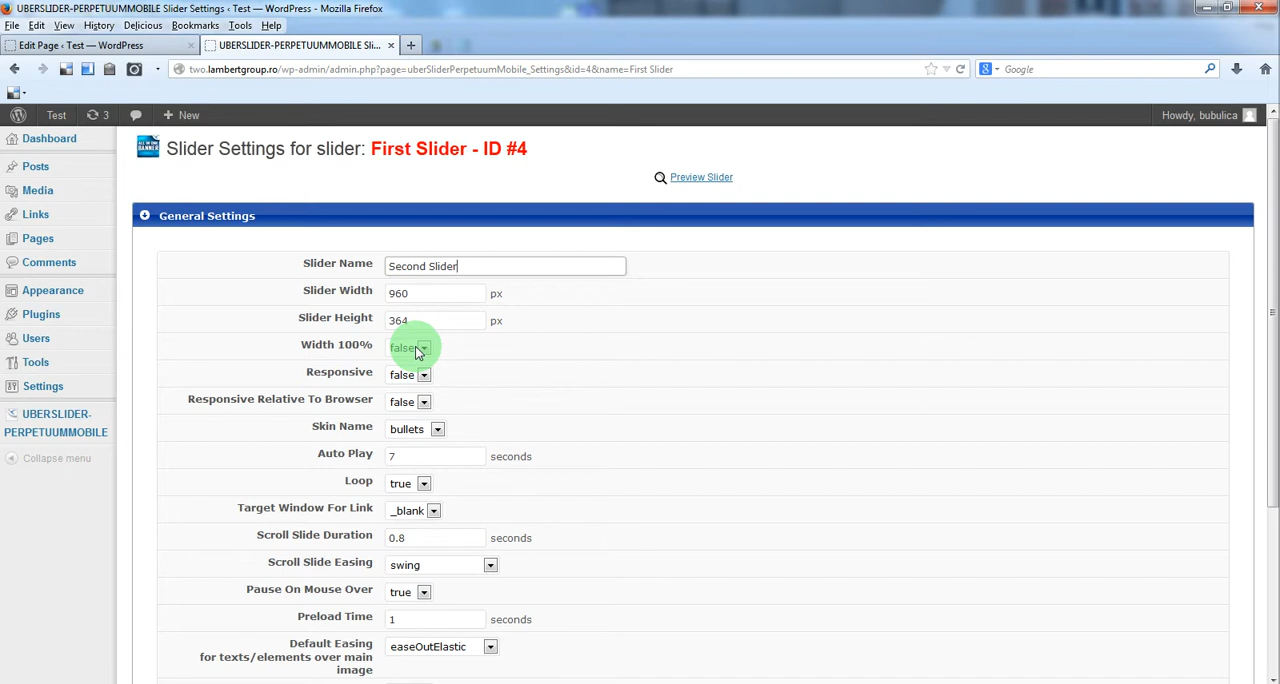 UBERSLIDER-PERPETUUMMOBILE Slider Settings ‹ Test — WordPress - Mozilla Firefox
File Edit View History Delicious Bookmarks Tools Help
Edit Page ‹ Test — WordPress × UBERSLIDER-PERPETUUMMOBILE Sli... × +
two.lambertgroup.ro/wp-admin/admin.php?page=uberSliderPerpetuumMobile_Settings&id=4&name=First Slider Google
Test 3 + New Howdy, bubulica
Dashboard
Posts
Media
Links
Pages
Comments
Appearance
Plugins
Users
Tools
Settings
UBERSLIDER-
PERPETUUMMOBILE
Collapse menu
Slider Settings for slider: First Slider - ID #4
Preview Slider
General Settings
Slider Name Second Slider
Slider Width 960 px
Slider Height 364 px
Width 100% false
Responsive false
Responsive Relative To Browser false
Skin Name bullets
Auto Play 7 seconds
Loop true
Target Window For Link _blank
Scroll Slide Duration 0.8 seconds
Scroll Slide Easing swing
Pause On Mouse Over true
Preload Time 1 seconds
Default Easing easeOutElastic
for texts/elements over main
image